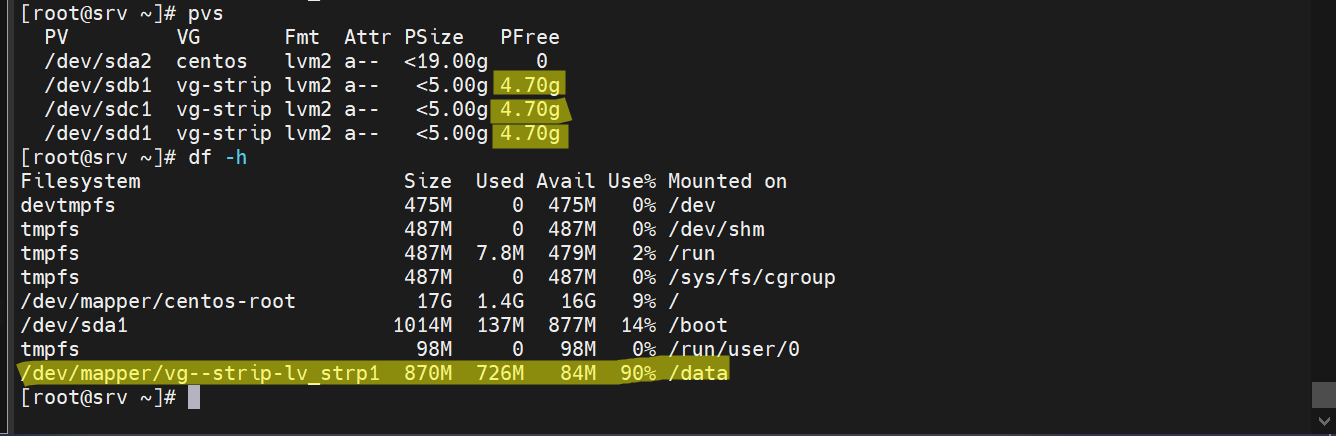 [root@srv ~]# pvs
  PV         VG       Fmt  Attr PSize   PFree
  /dev/sda2  centos   lvm2 a--  <19.00g    0
  /dev/sdb1  vg-strip lvm2 a--   <5.00g 4.70g
  /dev/sdc1  vg-strip lvm2 a--   <5.00g 4.70g
  /dev/sdd1  vg-strip lvm2 a--   <5.00g 4.70g
[root@srv ~]# df -h
Filesystem                      Size  Used Avail Use% Mounted on
devtmpfs                        475M     0  475M   0% /dev
tmpfs                           487M     0  487M   0% /dev/shm
tmpfs                           487M  7.8M  479M   2% /run
tmpfs                           487M     0  487M   0% /sys/fs/cgroup
/dev/mapper/centos-root          17G  1.4G   16G   9% /
/dev/sda1                      1014M  137M  877M  14% /boot
tmpfs                            98M     0   98M   0% /run/user/0
/dev/mapper/vg--strip-lv_strp1  870M  726M   84M  90% /data
[root@srv ~]#